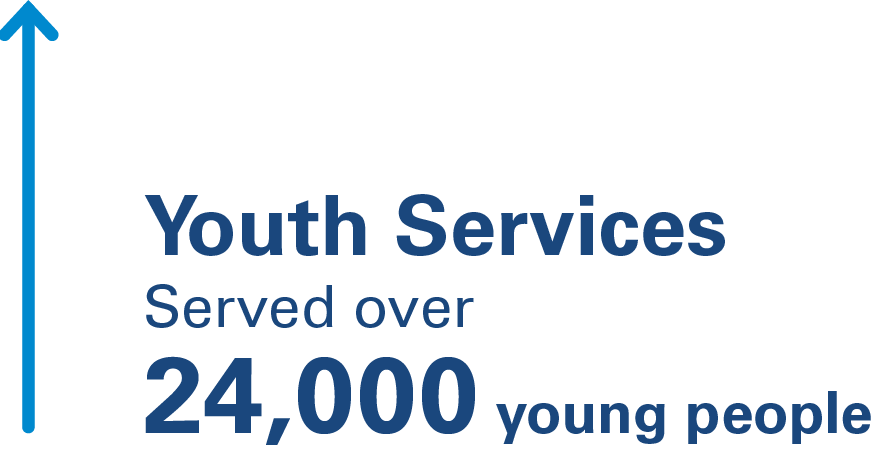 Youth Services
Served over
24,000 young people